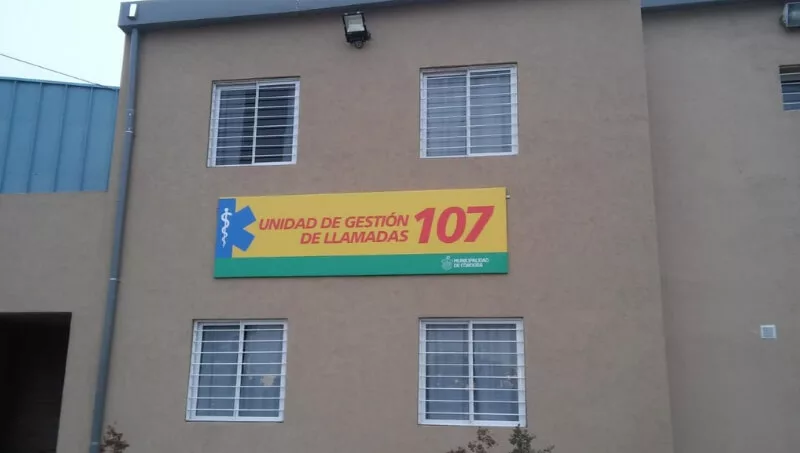 UNIDAD DE GESTIÓN
DE LLAMADAS 107
MUNICIPALIDAD
DE CÓRDOBA